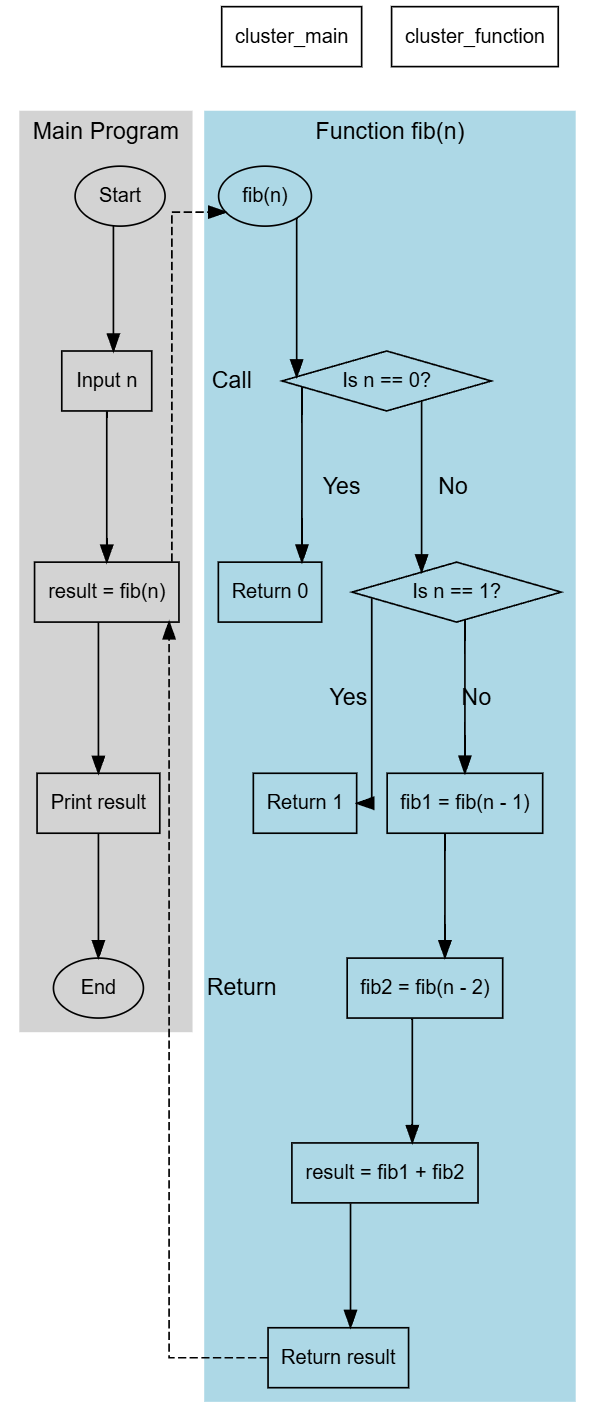 cluster_main
cluster_function
Main Program
Start
Input n
result = fib(n)
Print result
End
Function fib(n)
fib(n)
Call
Is n == 0?
Yes
No
Return 0
Is n == 1?
Yes
No
Return 1
fib1 = fib(n - 1)
Return
fib2 = fib(n - 2)
result = fib1 + fib2
Return result